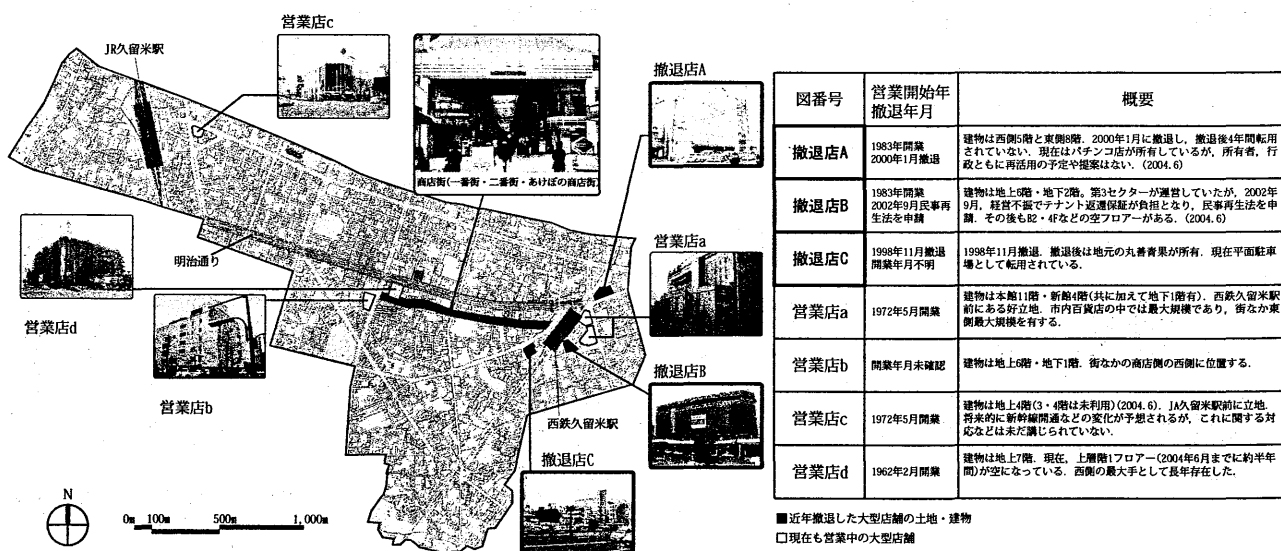 営業店c
JR久留米駅
商店街(一番街・二番街・あけぼの商店街)
撤退店A
明治通り
営業店d
営業店b
営業店a
撤退店B
西鉄久留米駅
撤退店C
N
0m 100m 500m 1,000m
図番号 営業開始年 撤退年月 概要
撤退店A
1983年開業
2000年1月撤退
建物は西側5階と東側8階. 2000年1月に撤退し, 撤退後4年間転用
されていない. 現在はパチンコ店が所有しているが, 所有者, 行
政ともに再活用の予定や提案はない. (2004.6)
撤退店B
1983年開業
2002年9月民事再
生法を申請
建物は地上6階・地下2階. 第3セクターが運営していたが, 2002年
9月, 経営不振でテナント返還保証が負担となり, 民事再生法を申
請. その後もB2・4Fなどの空フロアーがある. (2004.6)
撤退店C
1998年11月撤退
開業年月不明
1998年11月撤退. 撤退後は地元の丸善青果が所有. 現在平面駐車
場として転用されている.
営業店a
1972年5月開業
建物は本館11階・新館4階(共に加えて地下1階有). 西鉄久留米駅
前にある好立地. 市内百貨店の中では最大規模であり, 街なか東
側最大規模を有する.
営業店b
開業年月未確認
建物は地上6階・地下1階. 街なかの商店側の西側に位置する.
営業店c
1972年5月開業
建物は地上4階(3・4階は未利用)(2004.6). JA久留米駅前に立地.
将来的に新幹線開通などの変化が予想されるが, これに関する対
応などは未だ講じられていない.
営業店d
1962年2月開業
建物は地上7階. 現在, 上層階1フロアー(2004年6月までに約半年
間)が空になっている. 西側の最大手として長年存在した.
■近年撤退した大型店舗の土地・建物
□現在も営業中の大型店舗